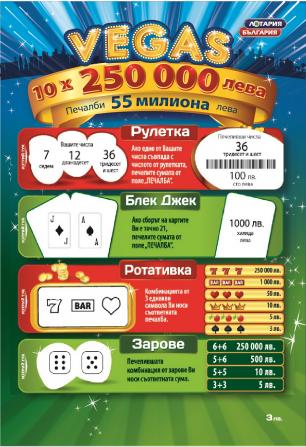 ЛОТАРИЯ
БЪЛГАРИЯ
VEGAS
10 x 250 000 лева
Печалби 55 милиона лева
Рулетка
Вашите числа
7 12 36
седем дванадесет тридесет и шест
Ако едно от Вашите
числа съвпада с
числото от рулетката,
печелите сумата от
поле „ПЕЧАЛБА".
Печеливши числа
36
тридесет и шест
100 лв.
сто лева
Блек Джек
J A
Ако сборът на картите
Ви е точно 21,
печелите сумата от
поле „ПЕЧАЛБА".
1000 лв.
хиляда
лева
Ротативка
7 BAR
Комбинацията от
3 еднакви
символа Ви носи
съответната
печалба.
7 7 7 250 000 лв.
BAR BAR BAR 1 000 лв.
50 лв.
10 лв.
5 лв.
3 лв.
Зарове
Печелившата
комбинация от зарове Ви
носи съответната сума.
6+6 250 000 лв.
5+6 500 лв.
5+5 10 лв.
3+3 5 лв.
3 лв.